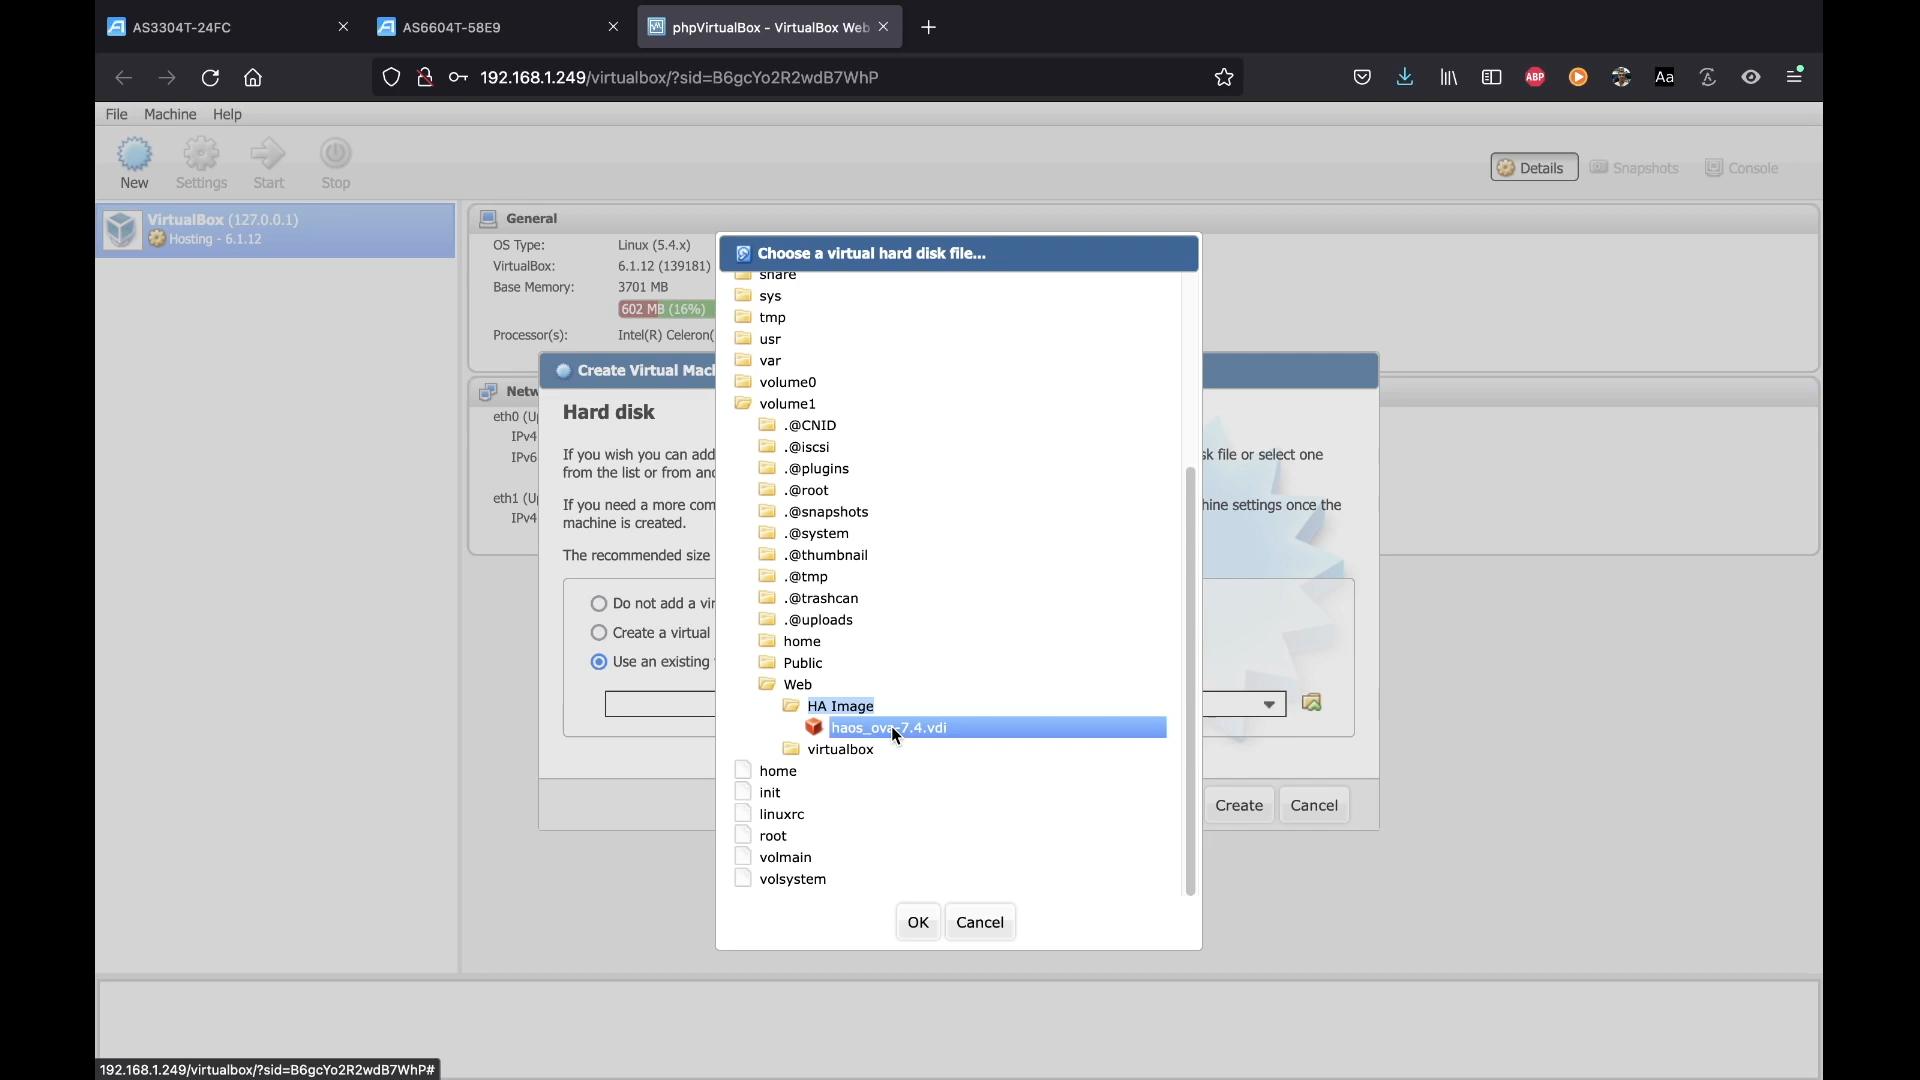 AS3304T-24FC
AS6604T-58E9
phpVirtualBox - VirtualBox Web
192.168.1.249/virtualbox/?sid=B6gcYo2R2wdB7WhP
ABP
Aa
File Machine Help
New
Settings
Start
Stop
Details
Snapshots
Console
VirtualBox (127.0.0.1)
Hosting - 6.1.12
General
OS Type: Linux (5.4.x)
VirtualBox: 6.1.12 (139181)
Base Memory: 3701 MB
602 MB (16%)
Processor(s): Intel(R) Celeron(
Netw
eth0 (U
IPv4
IPv6
eth1 (U
IPv4
Create Virtual Mac
Hard disk
If you wish you can add
sk file or select one
from the list or from an
If you need a more com
hine settings once the
machine is created.
The recommended size
Do not add a vir
Create a virtual
Use an existing
Create
Cancel
Choose a virtual hard disk file...
share
sys
tmp
usr
var
volume0
volume1
.@CNID
.@iscsi
.@plugins
.@root
.@snapshots
.@system
.@thumbnail
.@tmp
.@trashcan
.@uploads
home
Public
Web
HA Image
haos_ova-7.4.vdi
virtualbox
home
init
linuxrc
root
volmain
volsystem
OK
Cancel
192.168.1.249/virtualbox/?sid=B6gcYo2R2wdB7WhP#